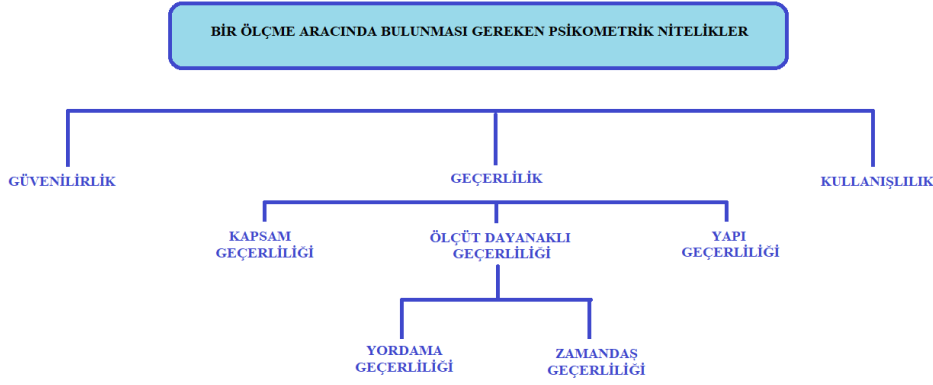 BİR ÖLÇME ARACINDA BULUNMASI GEREKEN PSİKOMETRİK NİTELİKLER
GÜVENİLİRLİK
GEÇERLİLİK
KULLANIŞLILIK
KAPSAM
GEÇERLİLİĞİ
ÖLÇÜT DAYANAKLI
GEÇERLİLİĞİ
YAPI
GEÇERLİLİĞİ
YORDAMA
GEÇERLİLİĞİ
ZAMANDAŞ
GEÇERLİLİĞİ